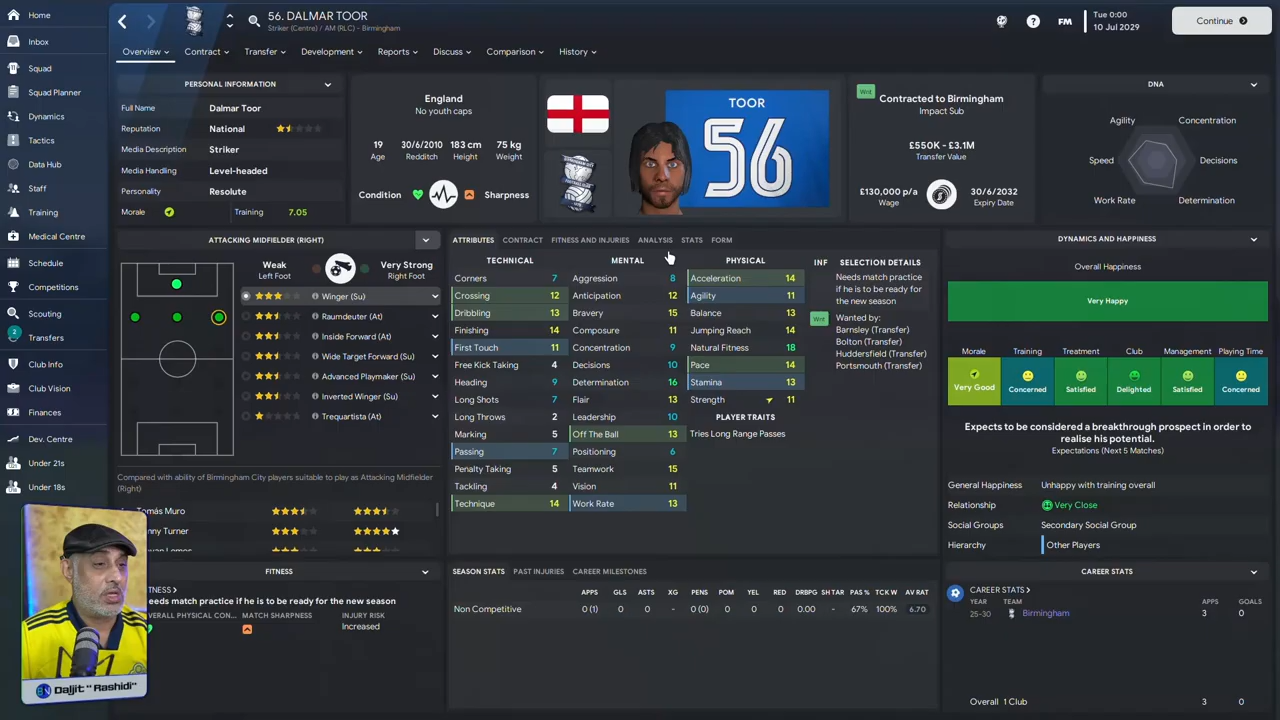 Home
Inbox
Squad
Squad Planner
Dynamics
Tactics
Data Hub
Staff
Training
Medical Centre
Schedule
Competitions
Scouting
2
Transfers
Club Info
Club Vision
Finances
Dev. Centre
Under 21s
Under 18s
56. DALMAR TOOR
Striker (Centre) / AM (RLC) - Birmingham
FM
Tue 0:00
10 Jul 2029
Continue
Overview
Contract
Transfer
Development
Reports
Discuss
Comparison
History
PERSONAL INFORMATION
Full Name Dalmar Toor
Reputation National
Media Description Striker
Media Handling Level-headed
Personality Resolute
Morale Training 7.05
England
No youth caps
19 30/6/2010 183 cm 75 kg
Age Redditch Height Weight
Condition Sharpness
TOOR
56
Wnt
Contracted to Birmingham
Impact Sub
£550K - £3.1M
Transfer Value
£130,000 p/a 30/6/2032
Wage Expiry Date
DNA
Agility Concentration
Speed Decisions
Work Rate Determination
ATTACKING MIDFIELDER (RIGHT)
Weak Very Strong
Left Foot Right Foot
Winger (Su)
Raumdeuter (At)
Inside Forward (At)
Wide Target Forward (Su)
Advanced Playmaker (Su)
Inverted Winger (Su)
Trequartista (At)
Compared with ability of Birmingham City players suitable to play as Attacking Midfielder
(Right)
Tomás Muro
nny Turner
ATTRIBUTES CONTRACT FITNESS AND INJURIES ANALYSIS STATS FORM
TECHNICAL
Corners 7
Crossing 12
Dribbling 13
Finishing 14
First Touch 11
Free Kick Taking 4
Heading 9
Long Shots 7
Long Throws 2
Marking 5
Passing 7
Penalty Taking 5
Tackling 4
Technique 14
MENTAL
Aggression 8
Anticipation 12
Bravery 15
Composure 11
Concentration 9
Decisions 10
Determination 16
Flair 13
Leadership 10
Off The Ball 13
Positioning 6
Teamwork 15
Vision 11
Work Rate 13
PHYSICAL
Acceleration 14
Agility 11
Balance 13
Jumping Reach 14
Natural Fitness 18
Pace 14
Stamina 13
Strength 11
PLAYER TRAITS
Tries Long Range Passes
INF SELECTION DETAILS
Needs match practice
if he is to be ready for
the new season
Wnt
Wanted by:
Barnsley (Transfer)
Bolton (Transfer)
Huddersfield (Transfer)
Portsmouth (Transfer)
DYNAMICS AND HAPPINESS
Overall Happiness
Very Happy
Morale Training Treatment Club Management Playing Time
Very Good Concerned Satisfied Delighted Satisfied Concerned
Expects to be considered a breakthrough prospect in order to
realise his potential.
Expectations (Next 5 Matches)
General Happiness Unhappy with training overall
Relationship Very Close
Social Groups Secondary Social Group
Hierarchy Other Players
FITNESS
TNESS
eeds match practice if he is to be ready for the new season
VERALL PHYSICAL CON... MATCH SHARPNESS INJURY RISK
Increased
SEASON STATS PAST INJURIES CAREER MILESTONES
APPS GLS ASTS XG PENS POM YEL RED DRBPG SH TAR PAS % TCK W AV RAT
Non Competitive 0 (1) 0 0 - 0 (0) 0 0 0 0.00 - 67% 100% 6.70
CAREER STATS
CAREER STATS
YEAR TEAM APPS GOALS
25-30 Birmingham 3 0
Overall 1 Club 3 0
Daljit "Rashidi"